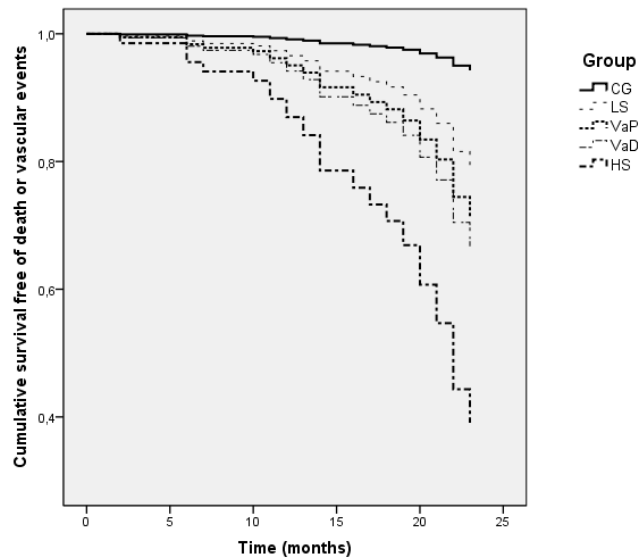 Cumulative survival free of death or vascular events
1,0
0,8
0,6
0,4
0
5
10
15
20
25
Time (months)
Group
CG
LS
VaP
VaD
HS